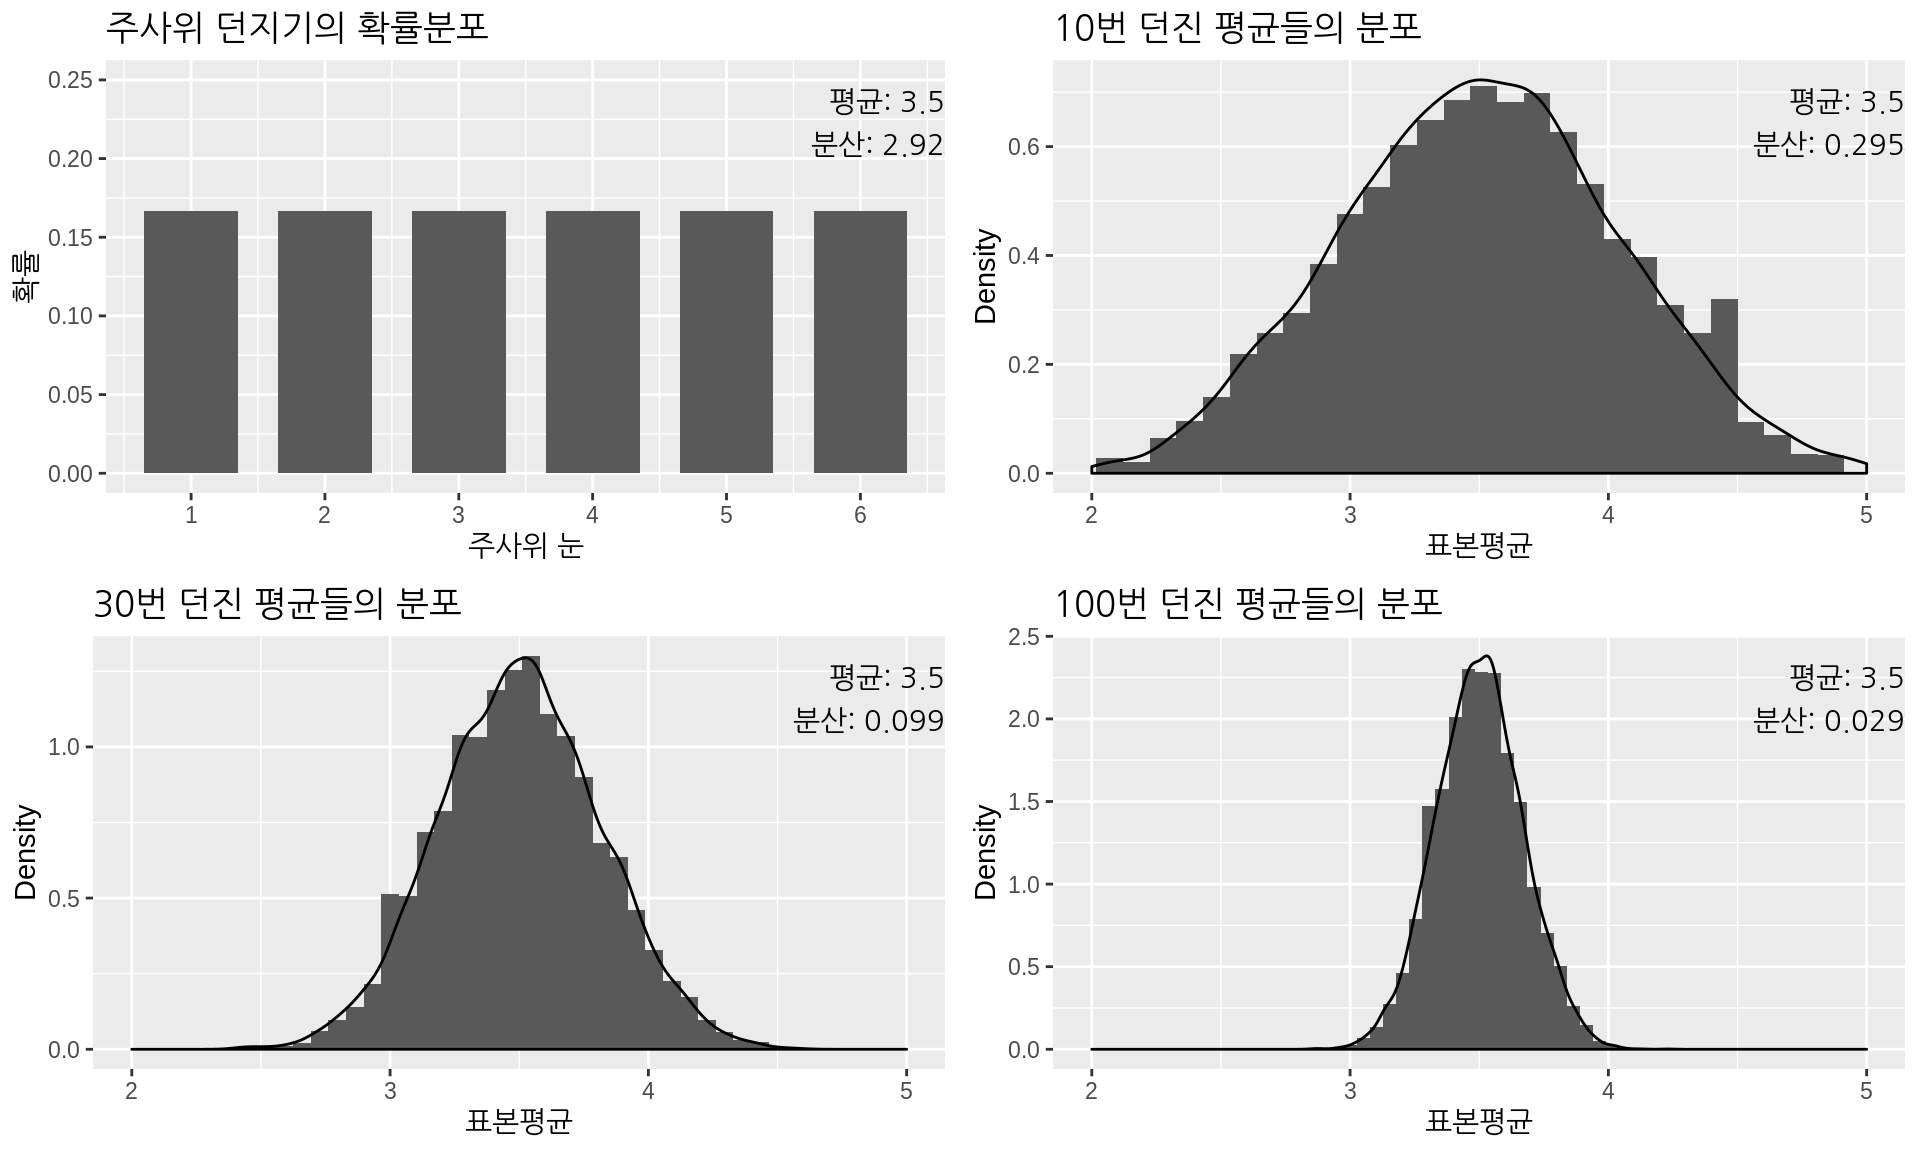 주사위 던지기의 확률분포
평균: 3.5
분산: 2.92
확률
0.25
0.20
0.15
0.10
0.05
0.00
1 2 3 4 5 6
주사위 눈
10번 던진 평균들의 분포
평균: 3.5
분산: 0.295
Density
0.6
0.4
0.2
0.0
2 3 4 5
표본평균
30번 던진 평균들의 분포
평균: 3.5
분산: 0.099
Density
1.0
0.5
0.0
2 3 4 5
표본평균
100번 던진 평균들의 분포
평균: 3.5
분산: 0.029
Density
2.5
2.0
1.5
1.0
0.5
0.0
2 3 4 5
표본평균